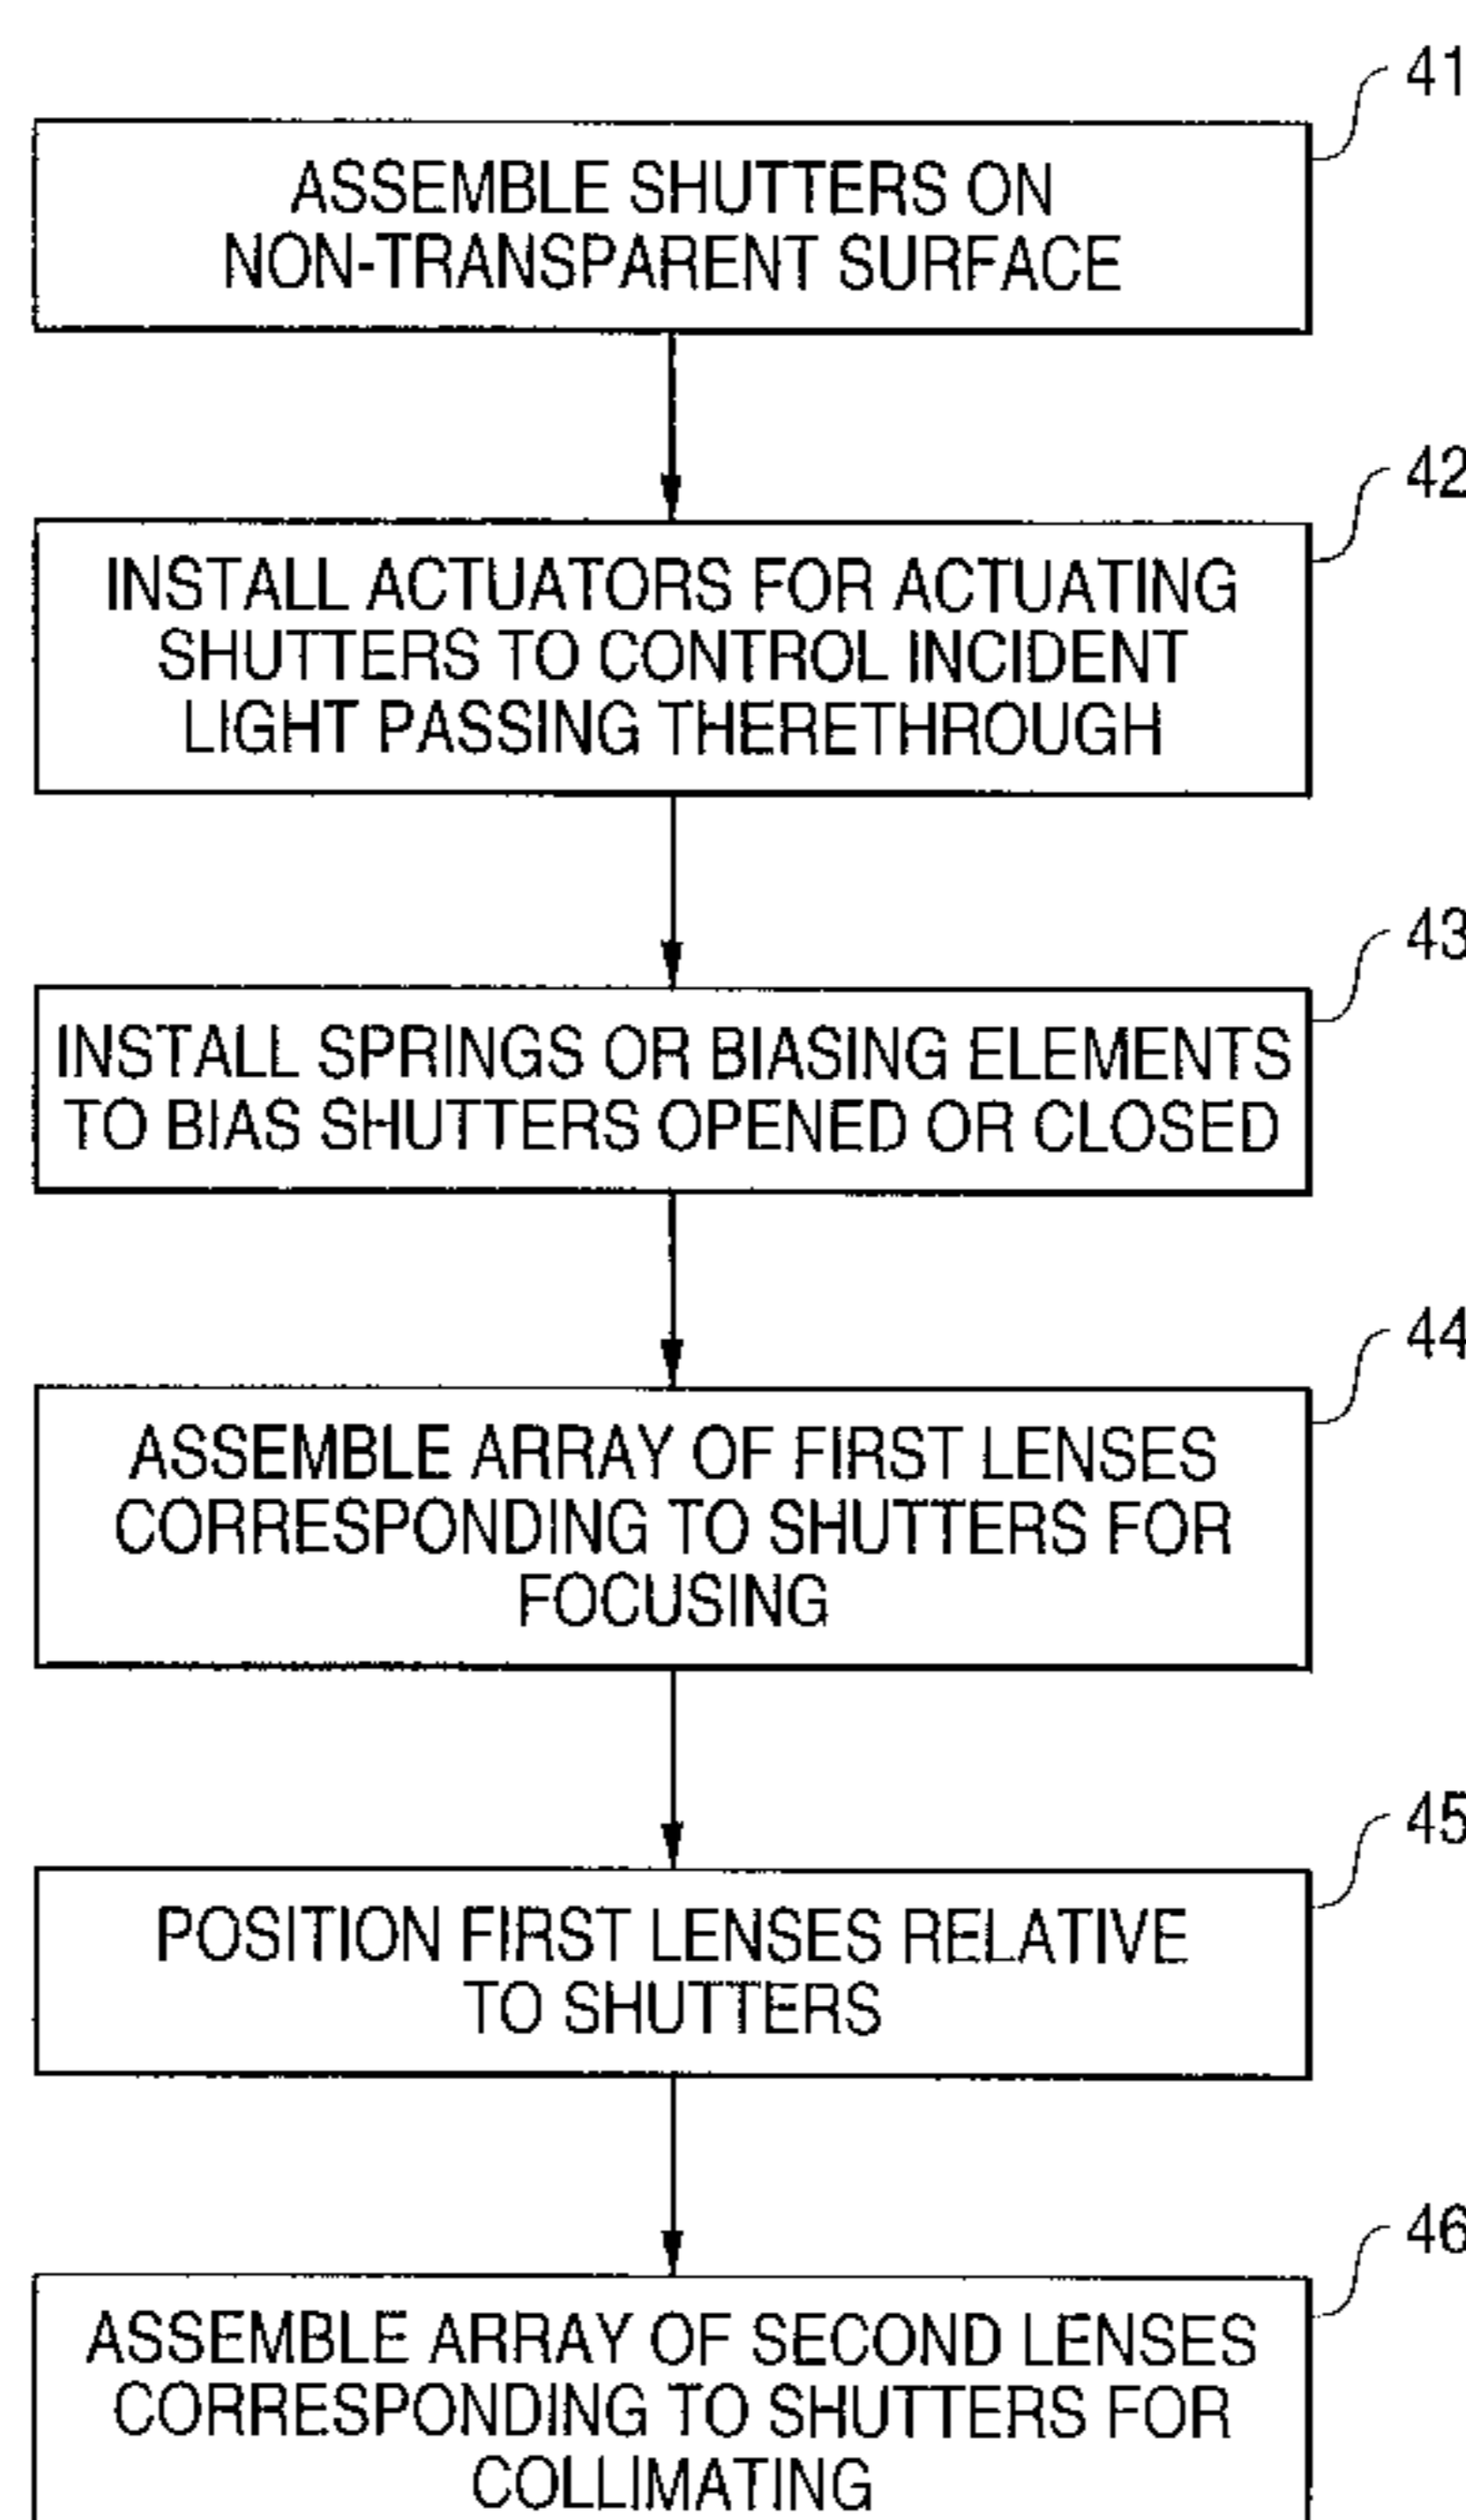 41
ASSEMBLE SHUTTERS ON
NON-TRANSPARENT SURFACE
42
INSTALL ACTUATORS FOR ACTUATING
SHUTTERS TO CONTROL INCIDENT
LIGHT PASSING THERETHROUGH
43
INSTALL SPRINGS OR BIASING ELEMENTS
TO BIAS SHUTTERS OPENED OR CLOSED
44
ASSEMBLE ARRAY OF FIRST LENSES
CORRESPONDING TO SHUTTERS FOR
FOCUSING
45
POSITION FIRST LENSES RELATIVE
TO SHUTTERS
46
ASSEMBLE ARRAY OF SECOND LENSES
CORRESPONDING TO SHUTTERS FOR
COLLIMATING